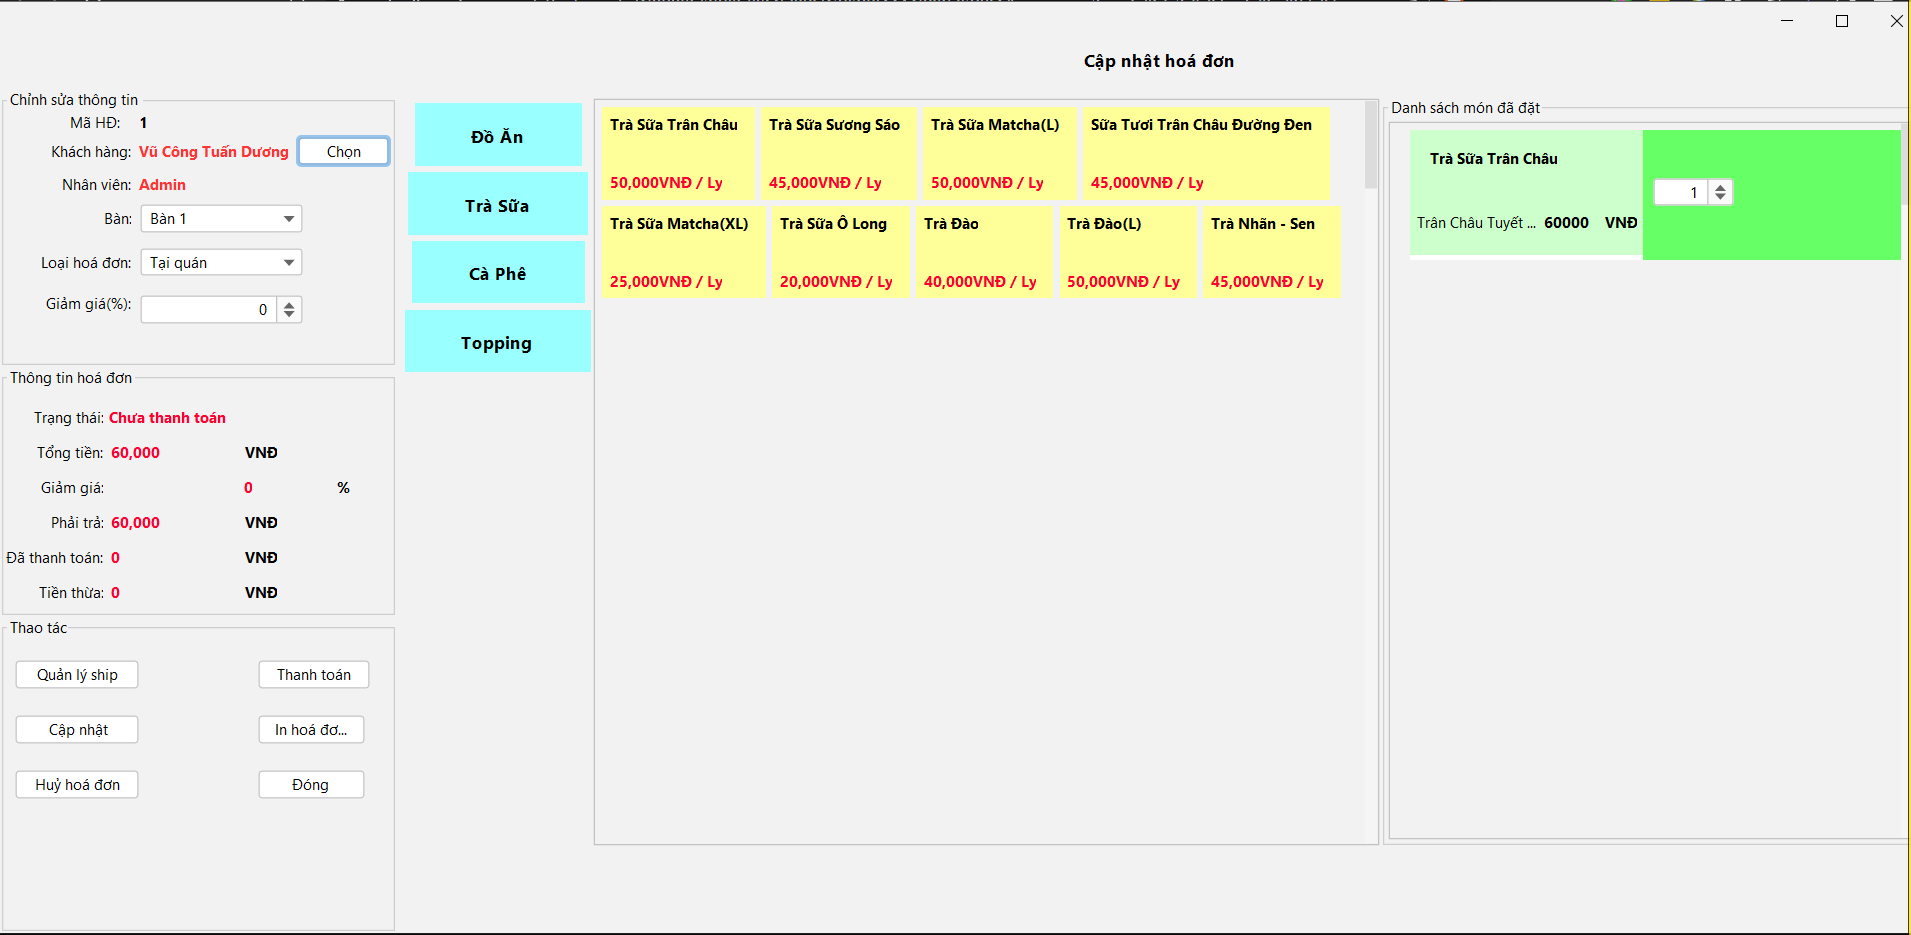 Cập nhật hoá đơn
Chỉnh sửa thông tin
Mã HĐ: 1
Khách hàng: Vũ Công Tuấn Dương Chọn
Nhân viên: Admin
Bàn: Bàn 1
Loại hoá đơn: Tại quán
Giảm giá(%): 0
Thông tin hoá đơn
Trạng thái: Chưa thanh toán
Tổng tiền: 60,000 VNĐ
Giảm giá: 0 %
Phải trả: 60,000 VNĐ
Đã thanh toán: 0 VNĐ
Tiền thừa: 0 VNĐ
Thao tác
Quản lý ship Thanh toán
Cập nhật In hoá đơ...
Huỷ hoá đơn Đóng
Đồ Ăn
Trà Sữa
Cà Phê
Topping
Trà Sữa Trân Châu Trà Sữa Sương Sáo Trà Sữa Matcha(L) Sữa Tươi Trân Châu Đường Đen
50,000VNĐ / Ly 45,000VNĐ / Ly 50,000VNĐ / Ly 45,000VNĐ / Ly
Trà Sữa Matcha(XL) Trà Sữa Ô Long Trà Đào Trà Đào(L) Trà Nhãn - Sen
25,000VNĐ / Ly 20,000VNĐ / Ly 40,000VNĐ / Ly 50,000VNĐ / Ly 45,000VNĐ / Ly
Danh sách món đã đặt
Trà Sữa Trân Châu
1
Trân Châu Tuyết ... 60000 VNĐ